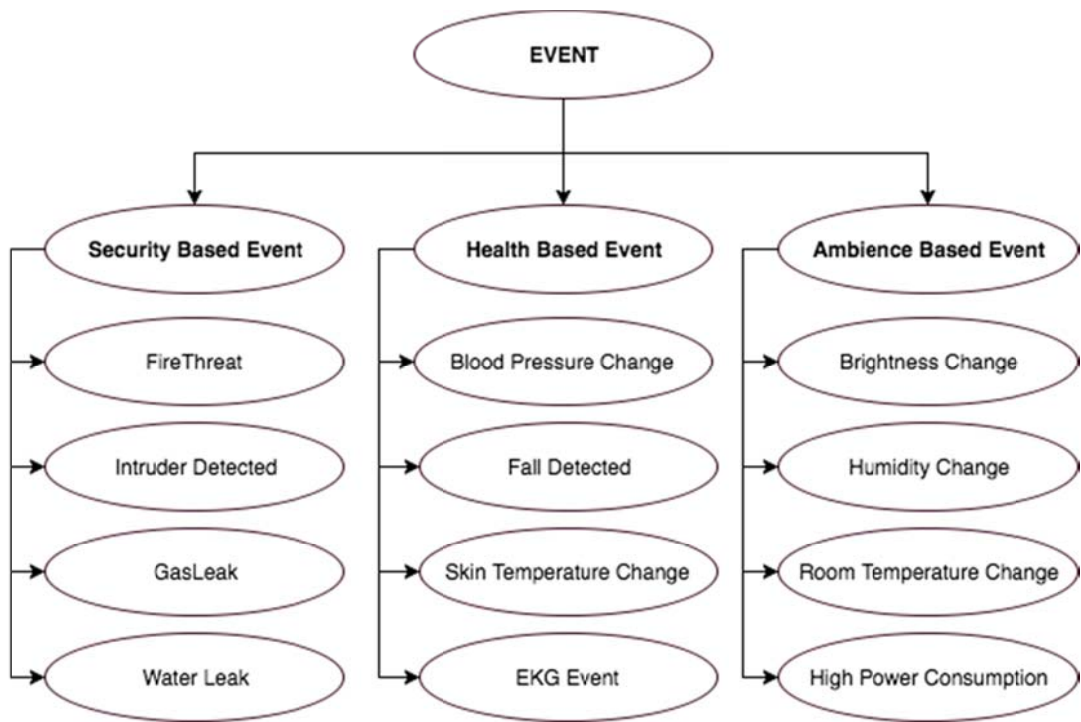 EVENT
Security Based Event
Health Based Event
Ambience Based Event
FireThreat
Blood Pressure Change
Brightness Change
Intruder Detected
Fall Detected
Humidity Change
GasLeak
Skin Temperature Change
Room Temperature Change
Water Leak
EKG Event
High Power Consumption